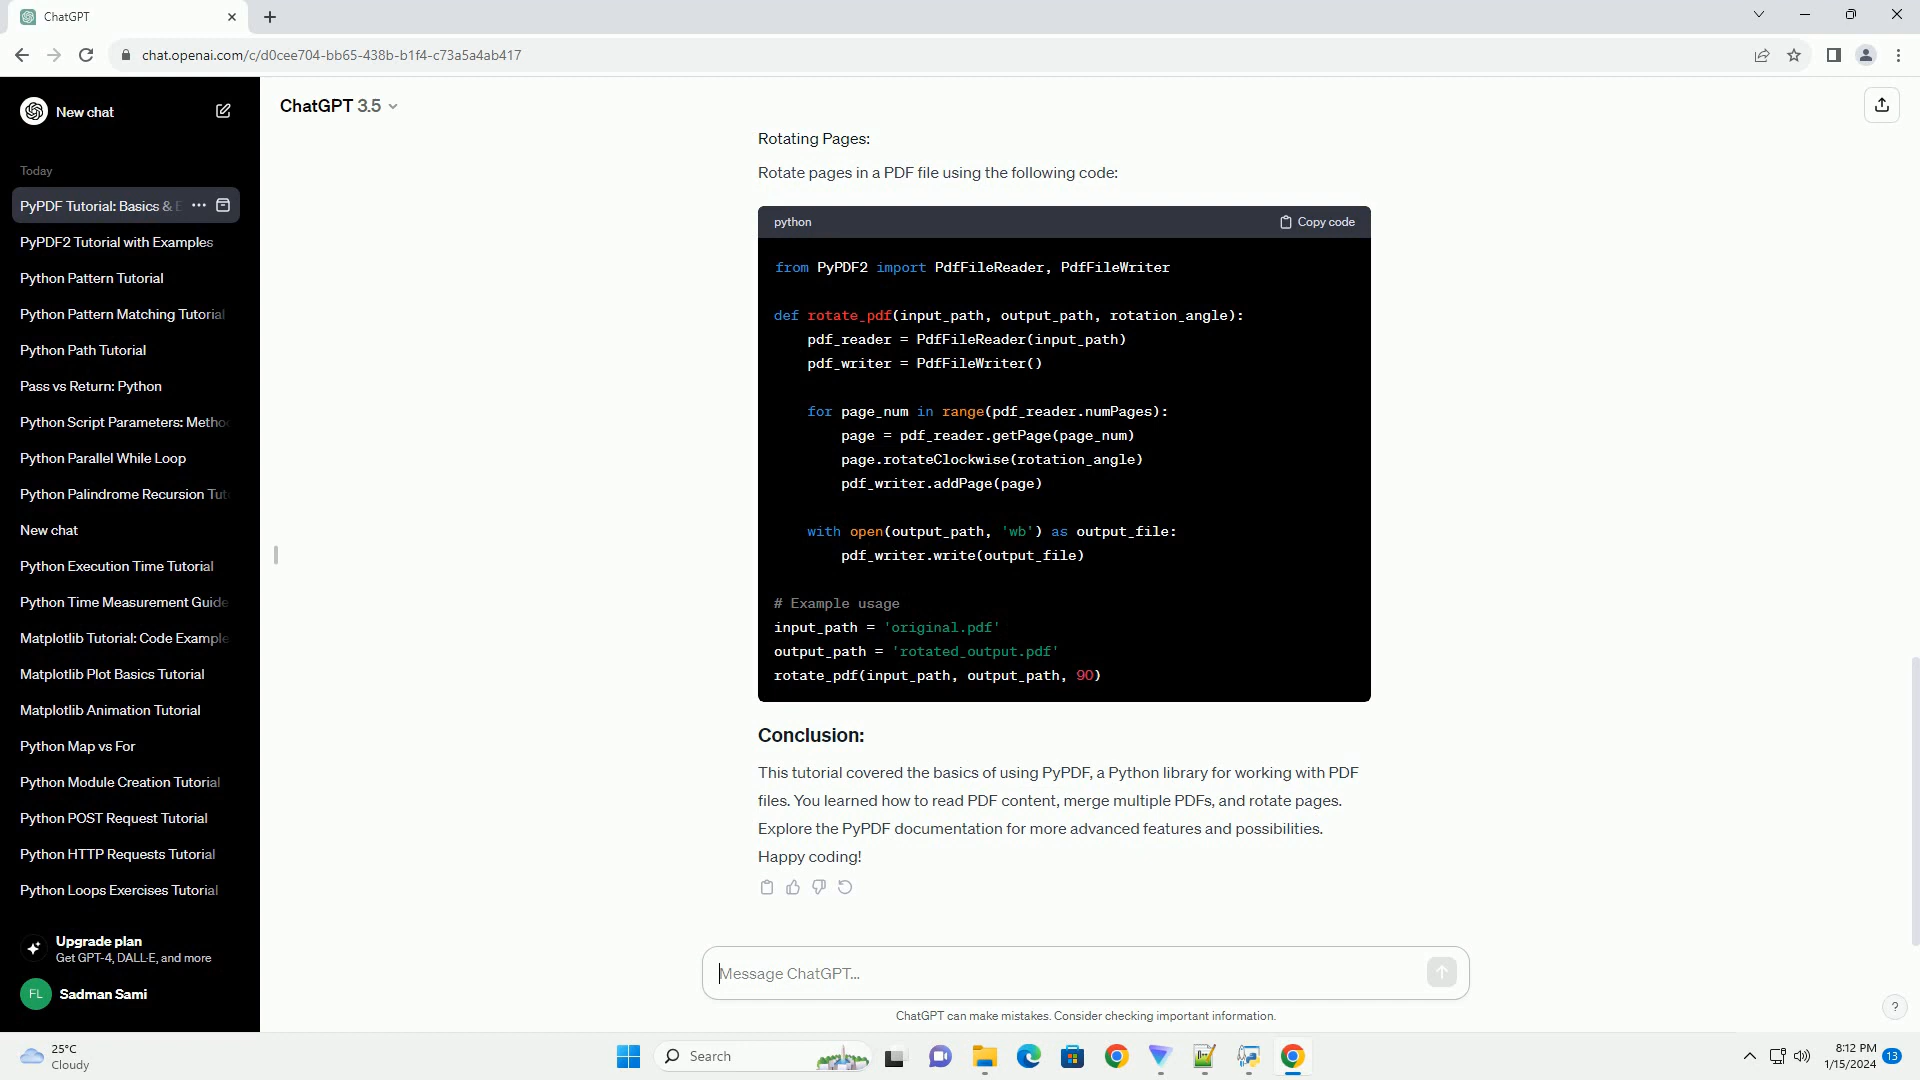 ChatGPT
chat.openai.com/c/d0cee704-bb65-438b-b1f4-c73a5a4ab417
New chat
Today
PyPDF Tutorial: Basics & E
PyPDF2 Tutorial with Examples
Python Pattern Tutorial
Python Pattern Matching Tutorial
Python Path Tutorial
Pass vs Return: Python
Python Script Parameters: Metho
Python Parallel While Loop
Python Palindrome Recursion Tut
New chat
Python Execution Time Tutorial
Python Time Measurement Guide
Matplotlib Tutorial: Code Example
Matplotlib Plot Basics Tutorial
Matplotlib Animation Tutorial
Python Map vs For
Python Module Creation Tutorial
Python POST Request Tutorial
Python HTTP Requests Tutorial
Python Loops Exercises Tutorial
Upgrade plan
Get GPT-4, DALL·E, and more
FL Sadman Sami
ChatGPT 3.5
Rotating Pages:
Rotate pages in a PDF file using the following code:
python Copy code
from PyPDF2 import PdfFileReader, PdfFileWriter
def rotate_pdf(input_path, output_path, rotation_angle):
pdf_reader = PdfFileReader(input_path)
pdf_writer = PdfFileWriter()
for page_num in range(pdf_reader.numPages):
page = pdf_reader.getPage(page_num)
page.rotateClockwise(rotation_angle)
pdf_writer.addPage(page)
with open(output_path, 'wb') as output_file:
pdf_writer.write(output_file)
# Example usage
input_path = 'original.pdf'
output_path = 'rotated_output.pdf'
rotate_pdf(input_path, output_path, 90)
Conclusion:
This tutorial covered the basics of using PyPDF, a Python library for working with PDF
files. You learned how to read PDF content, merge multiple PDFs, and rotate pages.
Explore the PyPDF documentation for more advanced features and possibilities.
Happy coding!
Message ChatGPT...
ChatGPT can make mistakes. Consider checking important information.
?
25°C
Cloudy
Search
8:12 PM
1/15/2024
13